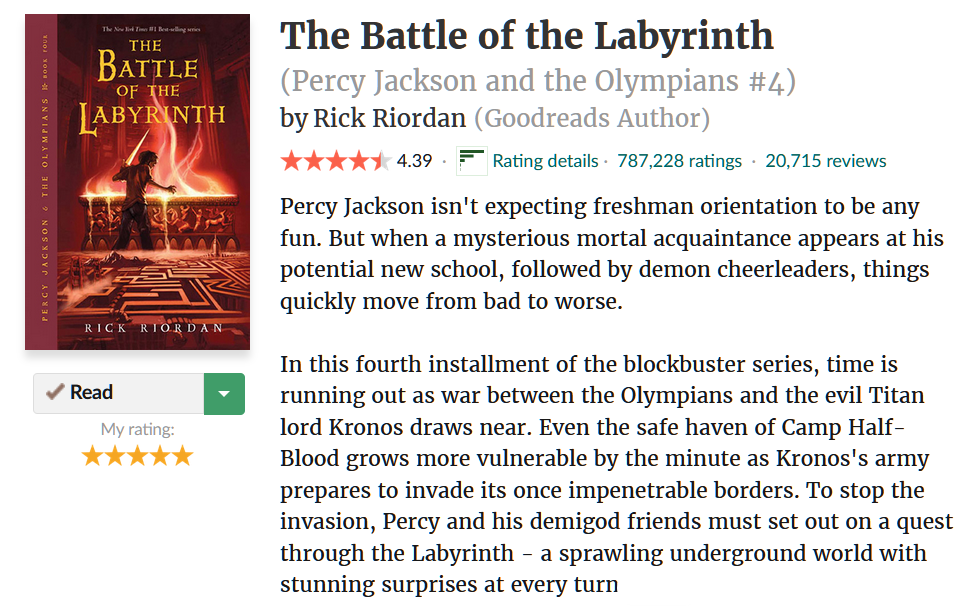 The New York Times #1 Best-selling series
THE
BATTLE
OF THE
LABYRINTH
PERCY JACKSON & THE OLYMPIANS BOOK FOUR
RICK RIORDAN
Read
My rating:
The Battle of the Labyrinth
(Percy Jackson and the Olympians #4)
by Rick Riordan (Goodreads Author)
4.39 · Rating details · 787,228 ratings · 20,715 reviews
Percy Jackson isn't expecting freshman orientation to be any
fun. But when a mysterious mortal acquaintance appears at his
potential new school, followed by demon cheerleaders, things
quickly move from bad to worse.
In this fourth installment of the blockbuster series, time is
running out as war between the Olympians and the evil Titan
lord Kronos draws near. Even the safe haven of Camp Half-
Blood grows more vulnerable by the minute as Kronos's army
prepares to invade its once impenetrable borders. To stop the
invasion, Percy and his demigod friends must set out on a quest
through the Labyrinth - a sprawling underground world with
stunning surprises at every turn